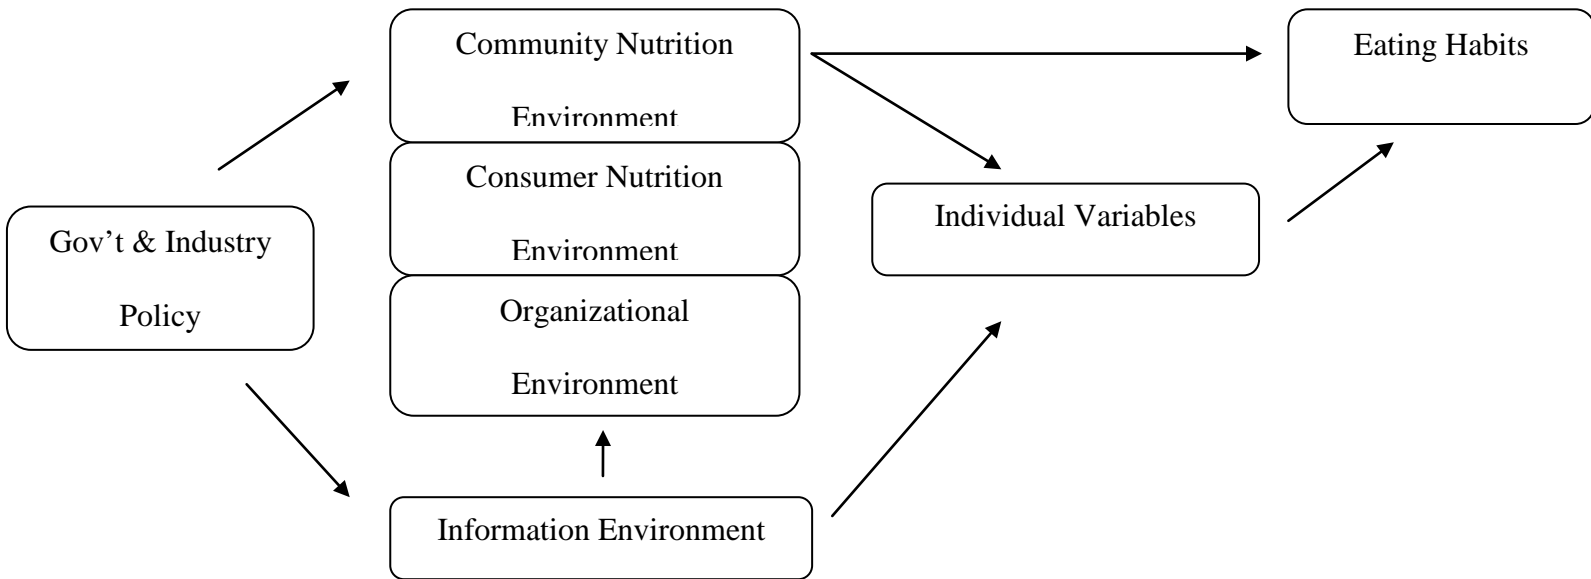 Community Nutrition
Environment
Eating Habits
Consumer Nutrition
Environment
Individual Variables
Gov't & Industry
Policy
Organizational
Environment
Information Environment